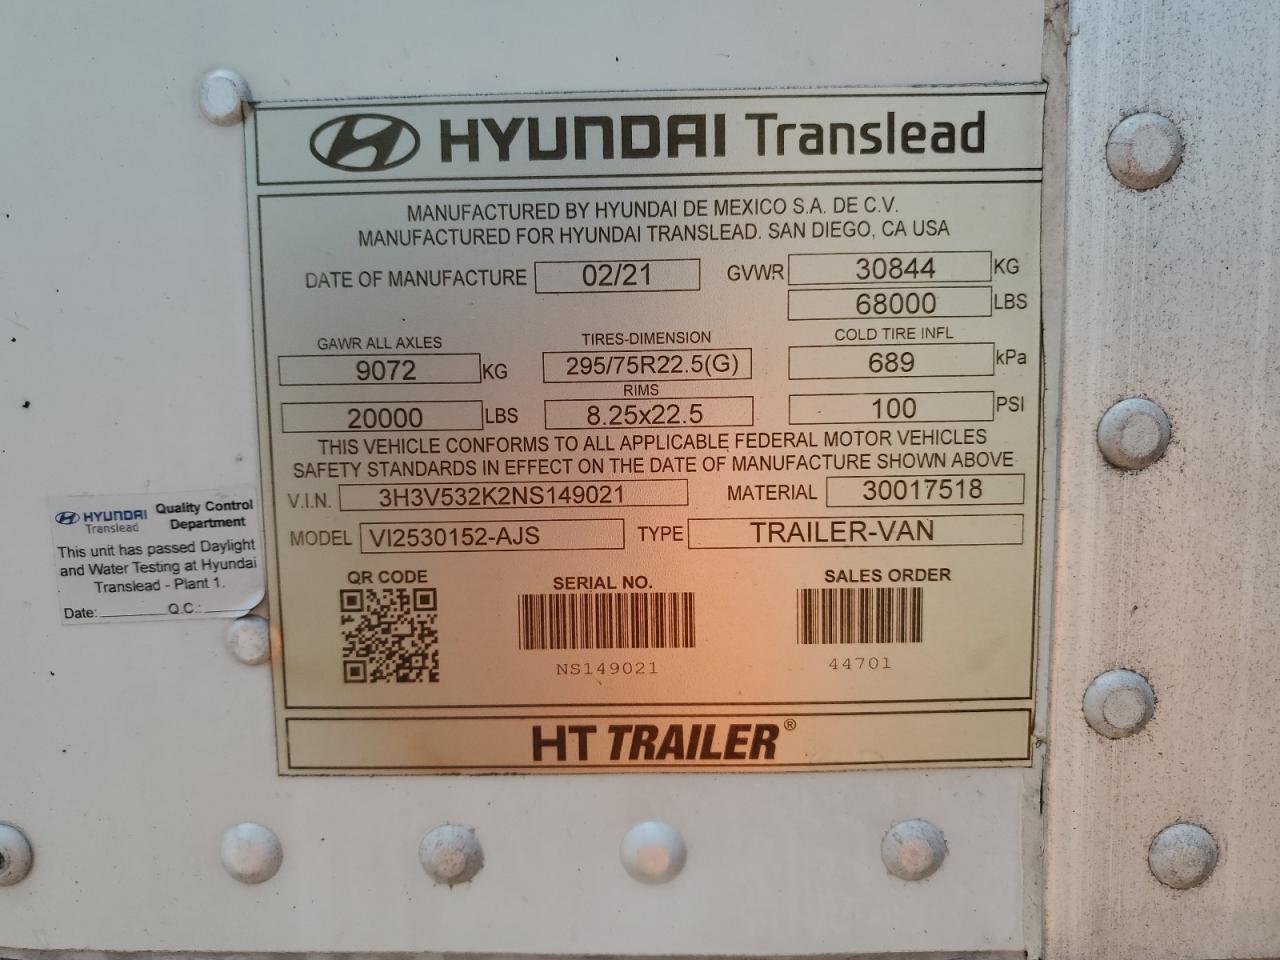 HYUNDAI Translead
MANUFACTURED BY HYUNDAI DE MEXICO S.A. DE C.V.
MANUFACTURED FOR HYUNDAI TRANSLEAD. SAN DIEGO, CA USA
DATE OF MANUFACTURE 02/21 GVWR 30844 KG
68000 LBS
GAWR ALL AXLES TIRES-DIMENSION COLD TIRE INFL
9072 KG 295/75R22.5(G) 689 kPa
RIMS
20000 LBS 8.25x22.5 100 PSI
THIS VEHICLE CONFORMS TO ALL APPLICABLE FEDERAL MOTOR VEHICLES
SAFETY STANDARDS IN EFFECT ON THE DATE OF MANUFACTURE SHOWN ABOVE
V.I.N. 3H3V532K2NS149021 MATERIAL 30017518
MODEL VI2530152-AJS TYPE TRAILER-VAN
QR CODE SERIAL NO. SALES ORDER
NS149021 44701
HT TRAILER®
HYUNDAI Translead Quality Control Department
This unit has passed Daylight
and Water Testing at Hyundai
Translead - Plant 1.
Date: Q.C.: